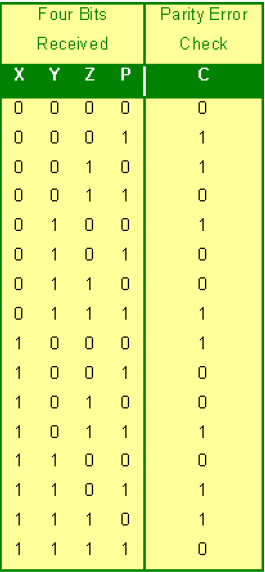 Four Bits Parity Error
Received Check
X Y Z P C
0 0 0 0 0
0 0 0 1 1
0 0 1 0 1
0 0 1 1 0
0 1 0 0 1
0 1 0 1 0
0 1 1 0 0
0 1 1 1 1
1 0 0 0 1
1 0 0 1 0
1 0 1 0 0
1 0 1 1 1
1 1 0 0 0
1 1 0 1 1
1 1 1 0 1
1 1 1 1 0